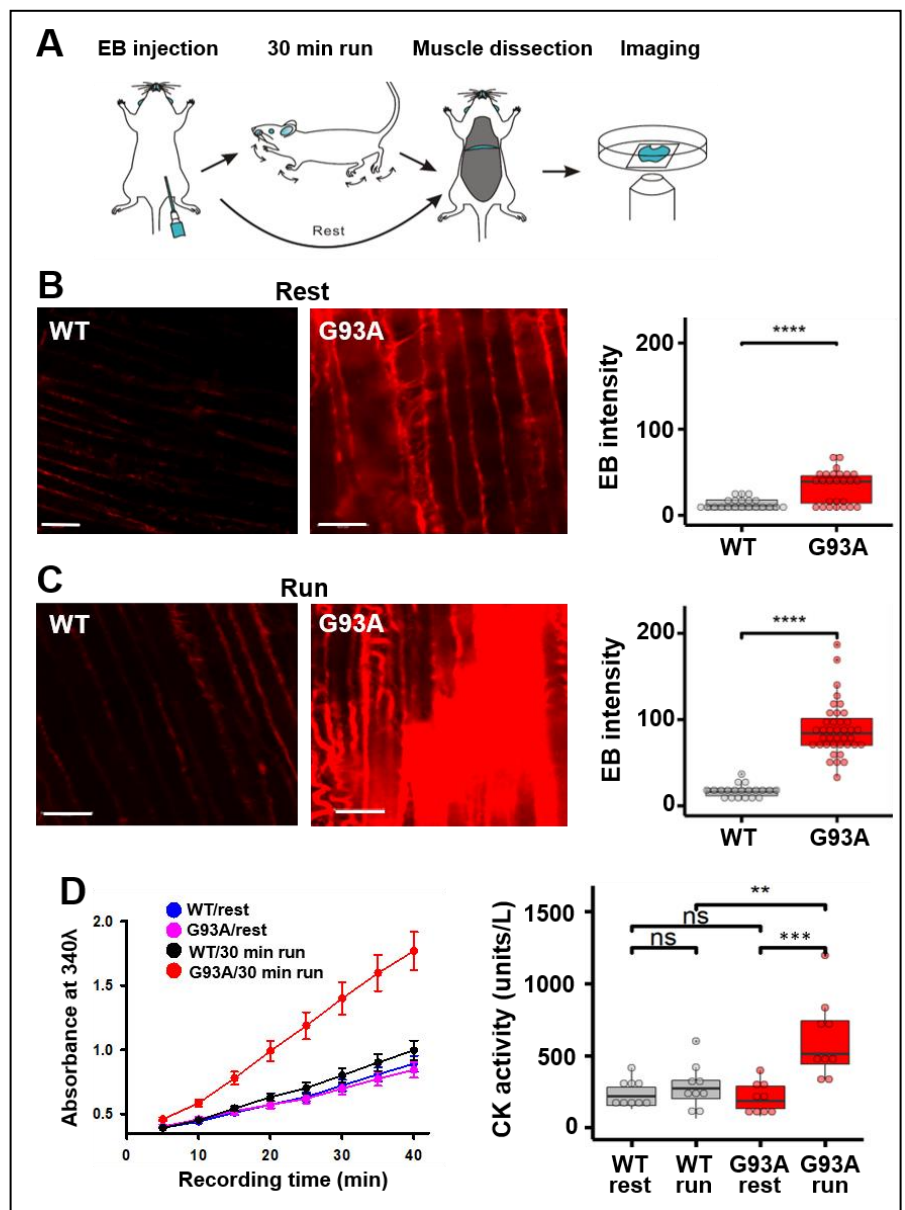 A
EB injection 30 min run Muscle dissection Imaging
Rest
B
Rest
WT
G93A
EB intensity
200
100
0
****
WT G93A
C
Run
WT
G93A
EB intensity
200
100
0
****
WT G93A
D
WT/rest
G93A/rest
WT/30 min run
G93A/30 min run
Absorbance at 340λ
2.0
1.5
1.0
0.5
0 10 20 30 40
Recording time (min)
CK activity (units/L)
1500
1000
500
0
**
ns
ns ***
WT WT G93A G93A
rest run rest run